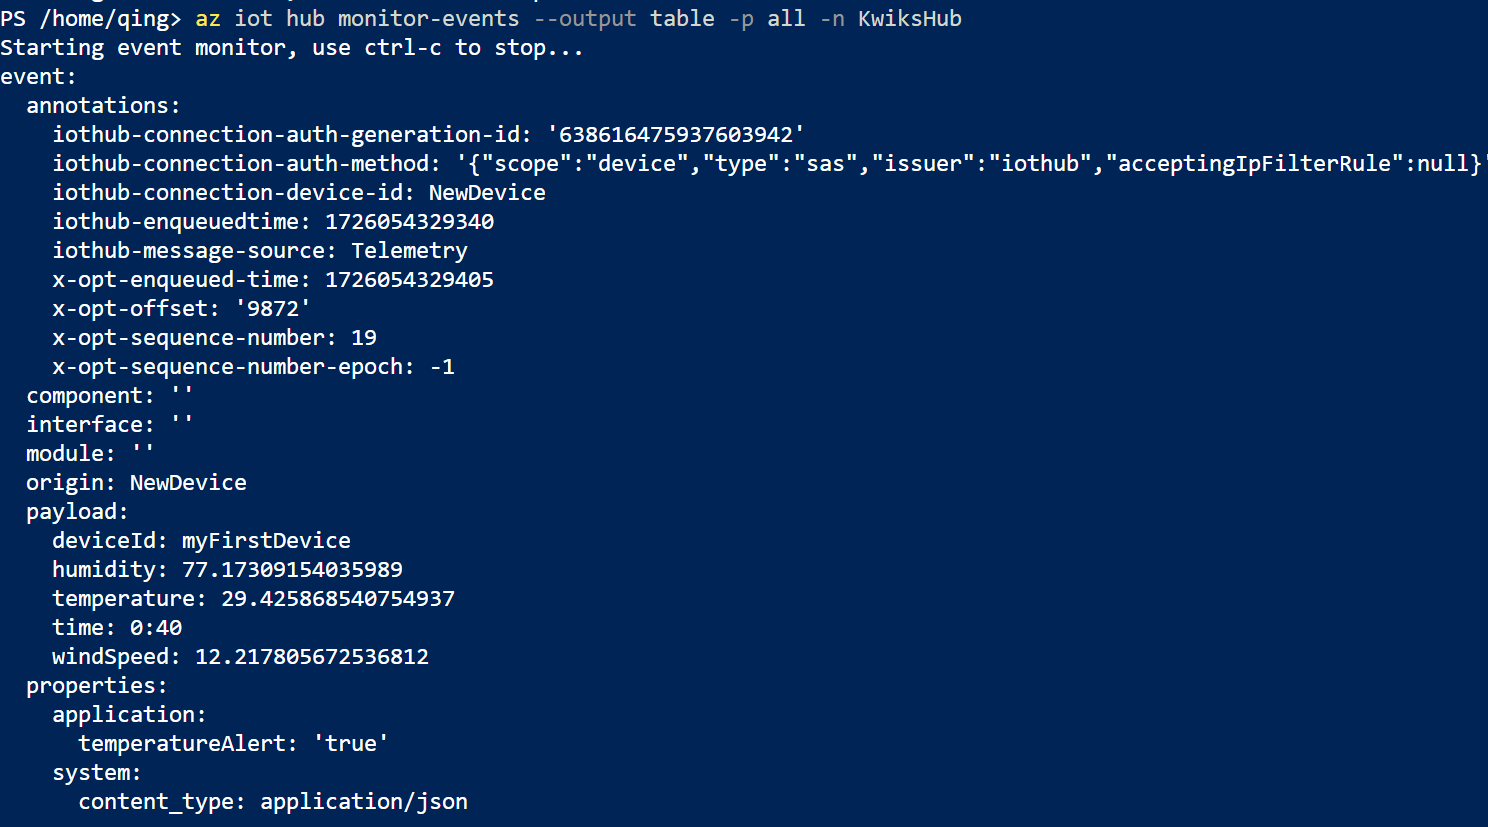 PS /home/qing> az iot hub monitor-events --output table -p all -n KwiksHub
Starting event monitor, use ctrl-c to stop...
event:
  annotations:
    iothub-connection-auth-generation-id: '638616475937603942'
    iothub-connection-auth-method: '{"scope":"device","type":"sas","issuer":"iothub","acceptingIpFilterRule":null}'
    iothub-connection-device-id: NewDevice
    iothub-enqueuedtime: 1726054329340
    iothub-message-source: Telemetry
    x-opt-enqueued-time: 1726054329405
    x-opt-offset: '9872'
    x-opt-sequence-number: 19
    x-opt-sequence-number-epoch: -1
  component: ''
  interface: ''
  module: ''
  origin: NewDevice
  payload:
    deviceId: myFirstDevice
    humidity: 77.17309154035989
    temperature: 29.425868540754937
    time: 0:40
    windSpeed: 12.217805672536812
  properties:
    application:
      temperatureAlert: 'true'
    system:
      content_type: application/json